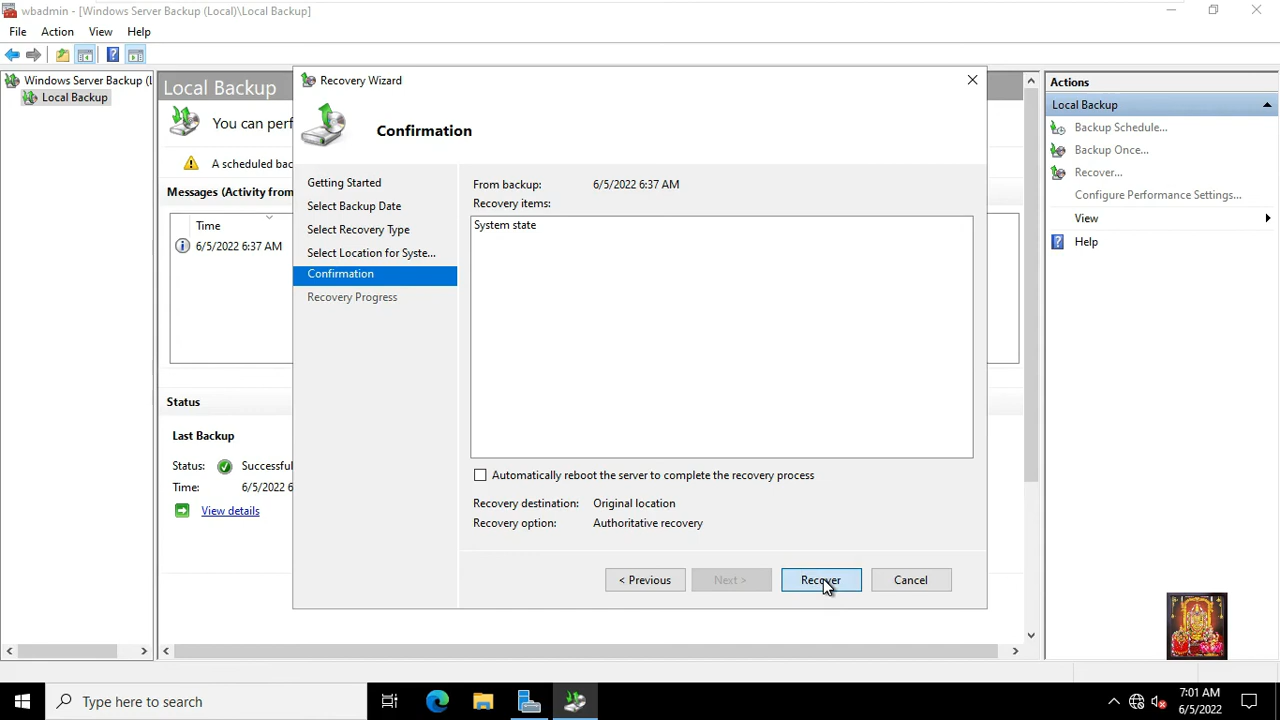 wbadmin - [Windows Server Backup (Local)\Local Backup]
File Action View Help
Windows Server Backup (L
Local Backup
Local Backup
You can perf
A scheduled bac
Messages (Activity from
Time
6/5/2022 6:37 AM
Status
Last Backup
Status: Successful
Time: 6/5/2022 6
View details
Recovery Wizard
Confirmation
Getting Started
Select Backup Date
Select Recovery Type
Select Location for Syste...
Confirmation
Recovery Progress
From backup: 6/5/2022 6:37 AM
Recovery items:
System state
Automatically reboot the server to complete the recovery process
Recovery destination: Original location
Recovery option: Authoritative recovery
< Previous Next > Recover Cancel
Actions
Local Backup
Backup Schedule...
Backup Once...
Recover...
Configure Performance Settings...
View
Help
Type here to search
7:01 AM
6/5/2022